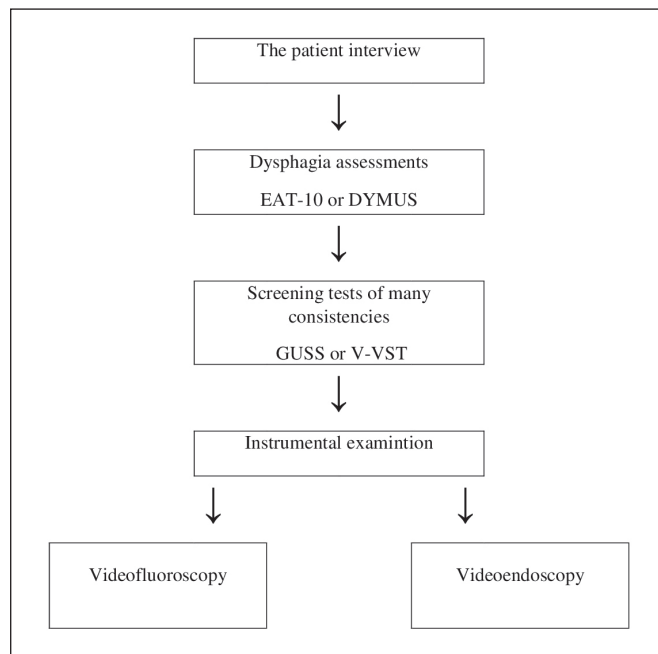 The patient interview
Dysphagia assessments
EAT-10 or DYMUS
Screening tests of many
consistencies
GUSS or V-VST
Instrumental examintion
Videofluoroscopy
Videoendoscopy